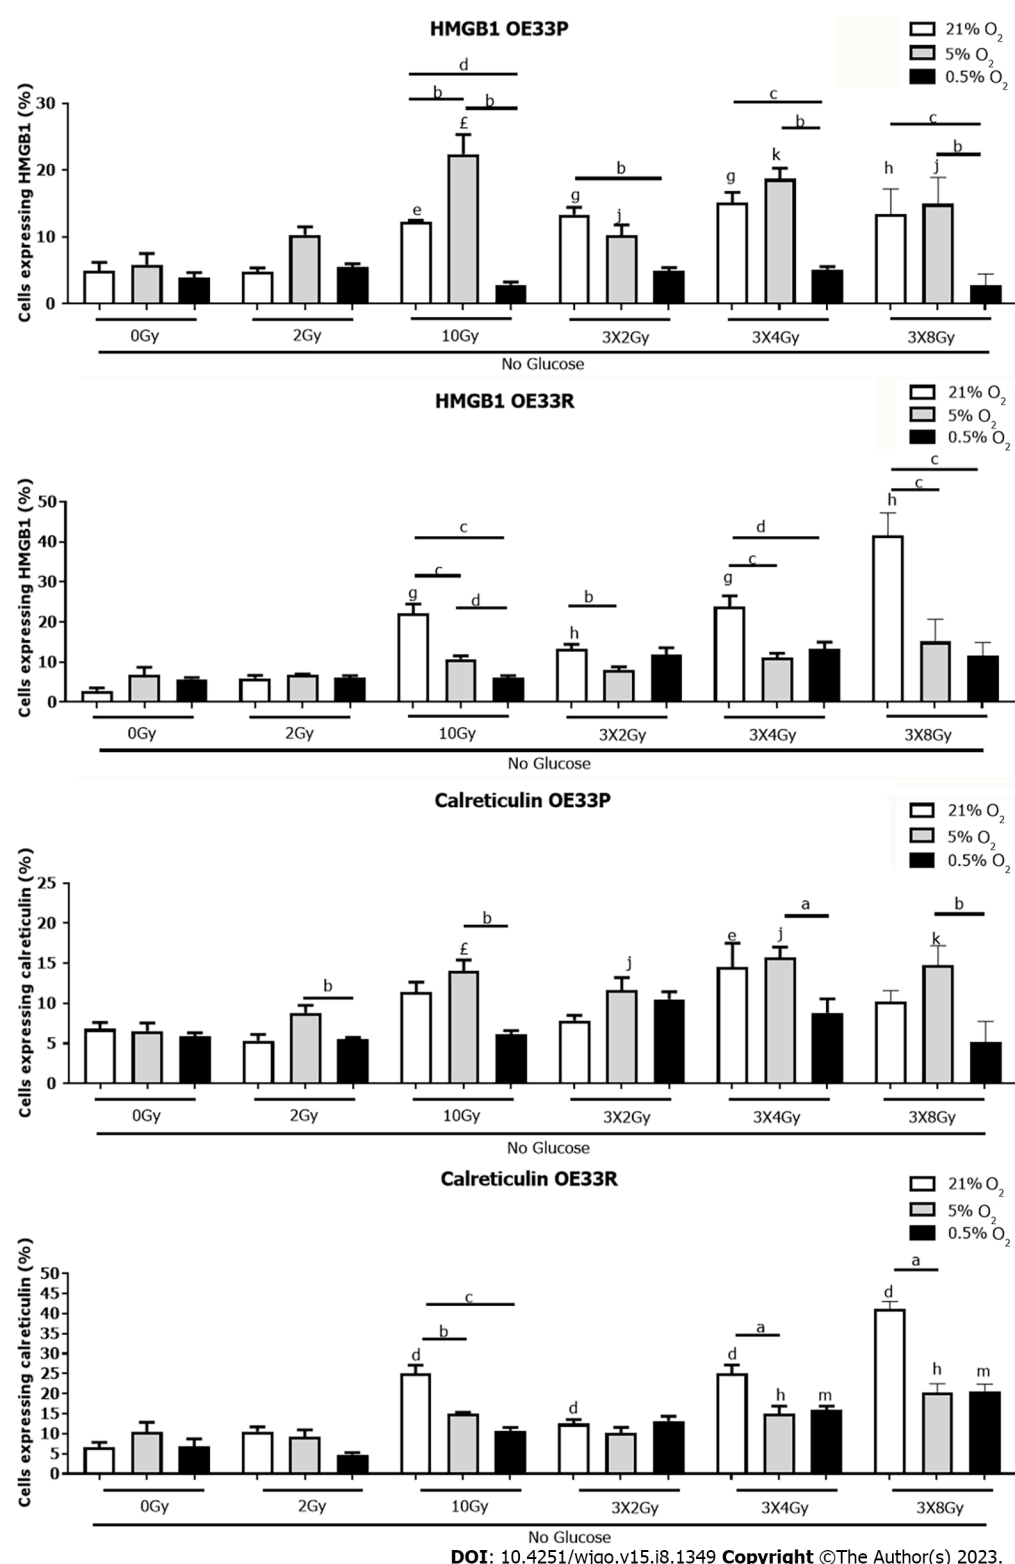 HMGB1 OE33P
21% O2
5% O2
0.5% O2
Cells expressing HMGB1 (%)
30
20
10
0
d
b
b
£
e
b
g
j
c
b
g
k
c
b
h
j
0Gy
2Gy
10Gy
3X2Gy
3X4Gy
3X8Gy
No Glucose
HMGB1 OE33R
21% O2
5% O2
0.5% O2
Cells expressing HMGB1 (%)
50
40
30
20
10
0
c
c
d
g
b
h
d
c
g
c
c
h
0Gy
2Gy
10Gy
3X2Gy
3X4Gy
3X8Gy
No Glucose
Calreticulin OE33P
21% O2
5% O2
0.5% O2
Cells expressing calreticulin (%)
25
20
15
10
5
0
b
b
£
j
a
e
j
b
k
0Gy
2Gy
10Gy
3X2Gy
3X4Gy
3X8Gy
No Glucose
Calreticulin OE33R
21% O2
5% O2
0.5% O2
Cells expressing calreticulin (%)
50
45
40
35
30
25
20
15
10
5
0
c
b
d
d
a
d
h
m
a
d
h
m
0Gy
2Gy
10Gy
3X2Gy
3X4Gy
3X8Gy
No Glucose
DOI: 10.4251/wjgo.v15.i8.1349 Copyright ©The Author(s) 2023.